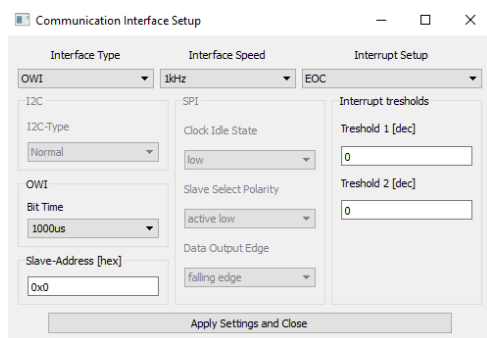 Communication Interface Setup
Interface Type Interface Speed Interrupt Setup
OWI 1kHz EOC
I2C
I2C-Type
Normal
OWI
Bit Time
1000us
Slave-Address [hex]
0x0
SPI
Clock Idle State
low
Slave Select Polarity
active low
Data Output Edge
falling edge
Interrupt tresholds
Treshold 1 [dec]
0
Treshold 2 [dec]
0
Apply Settings and Close